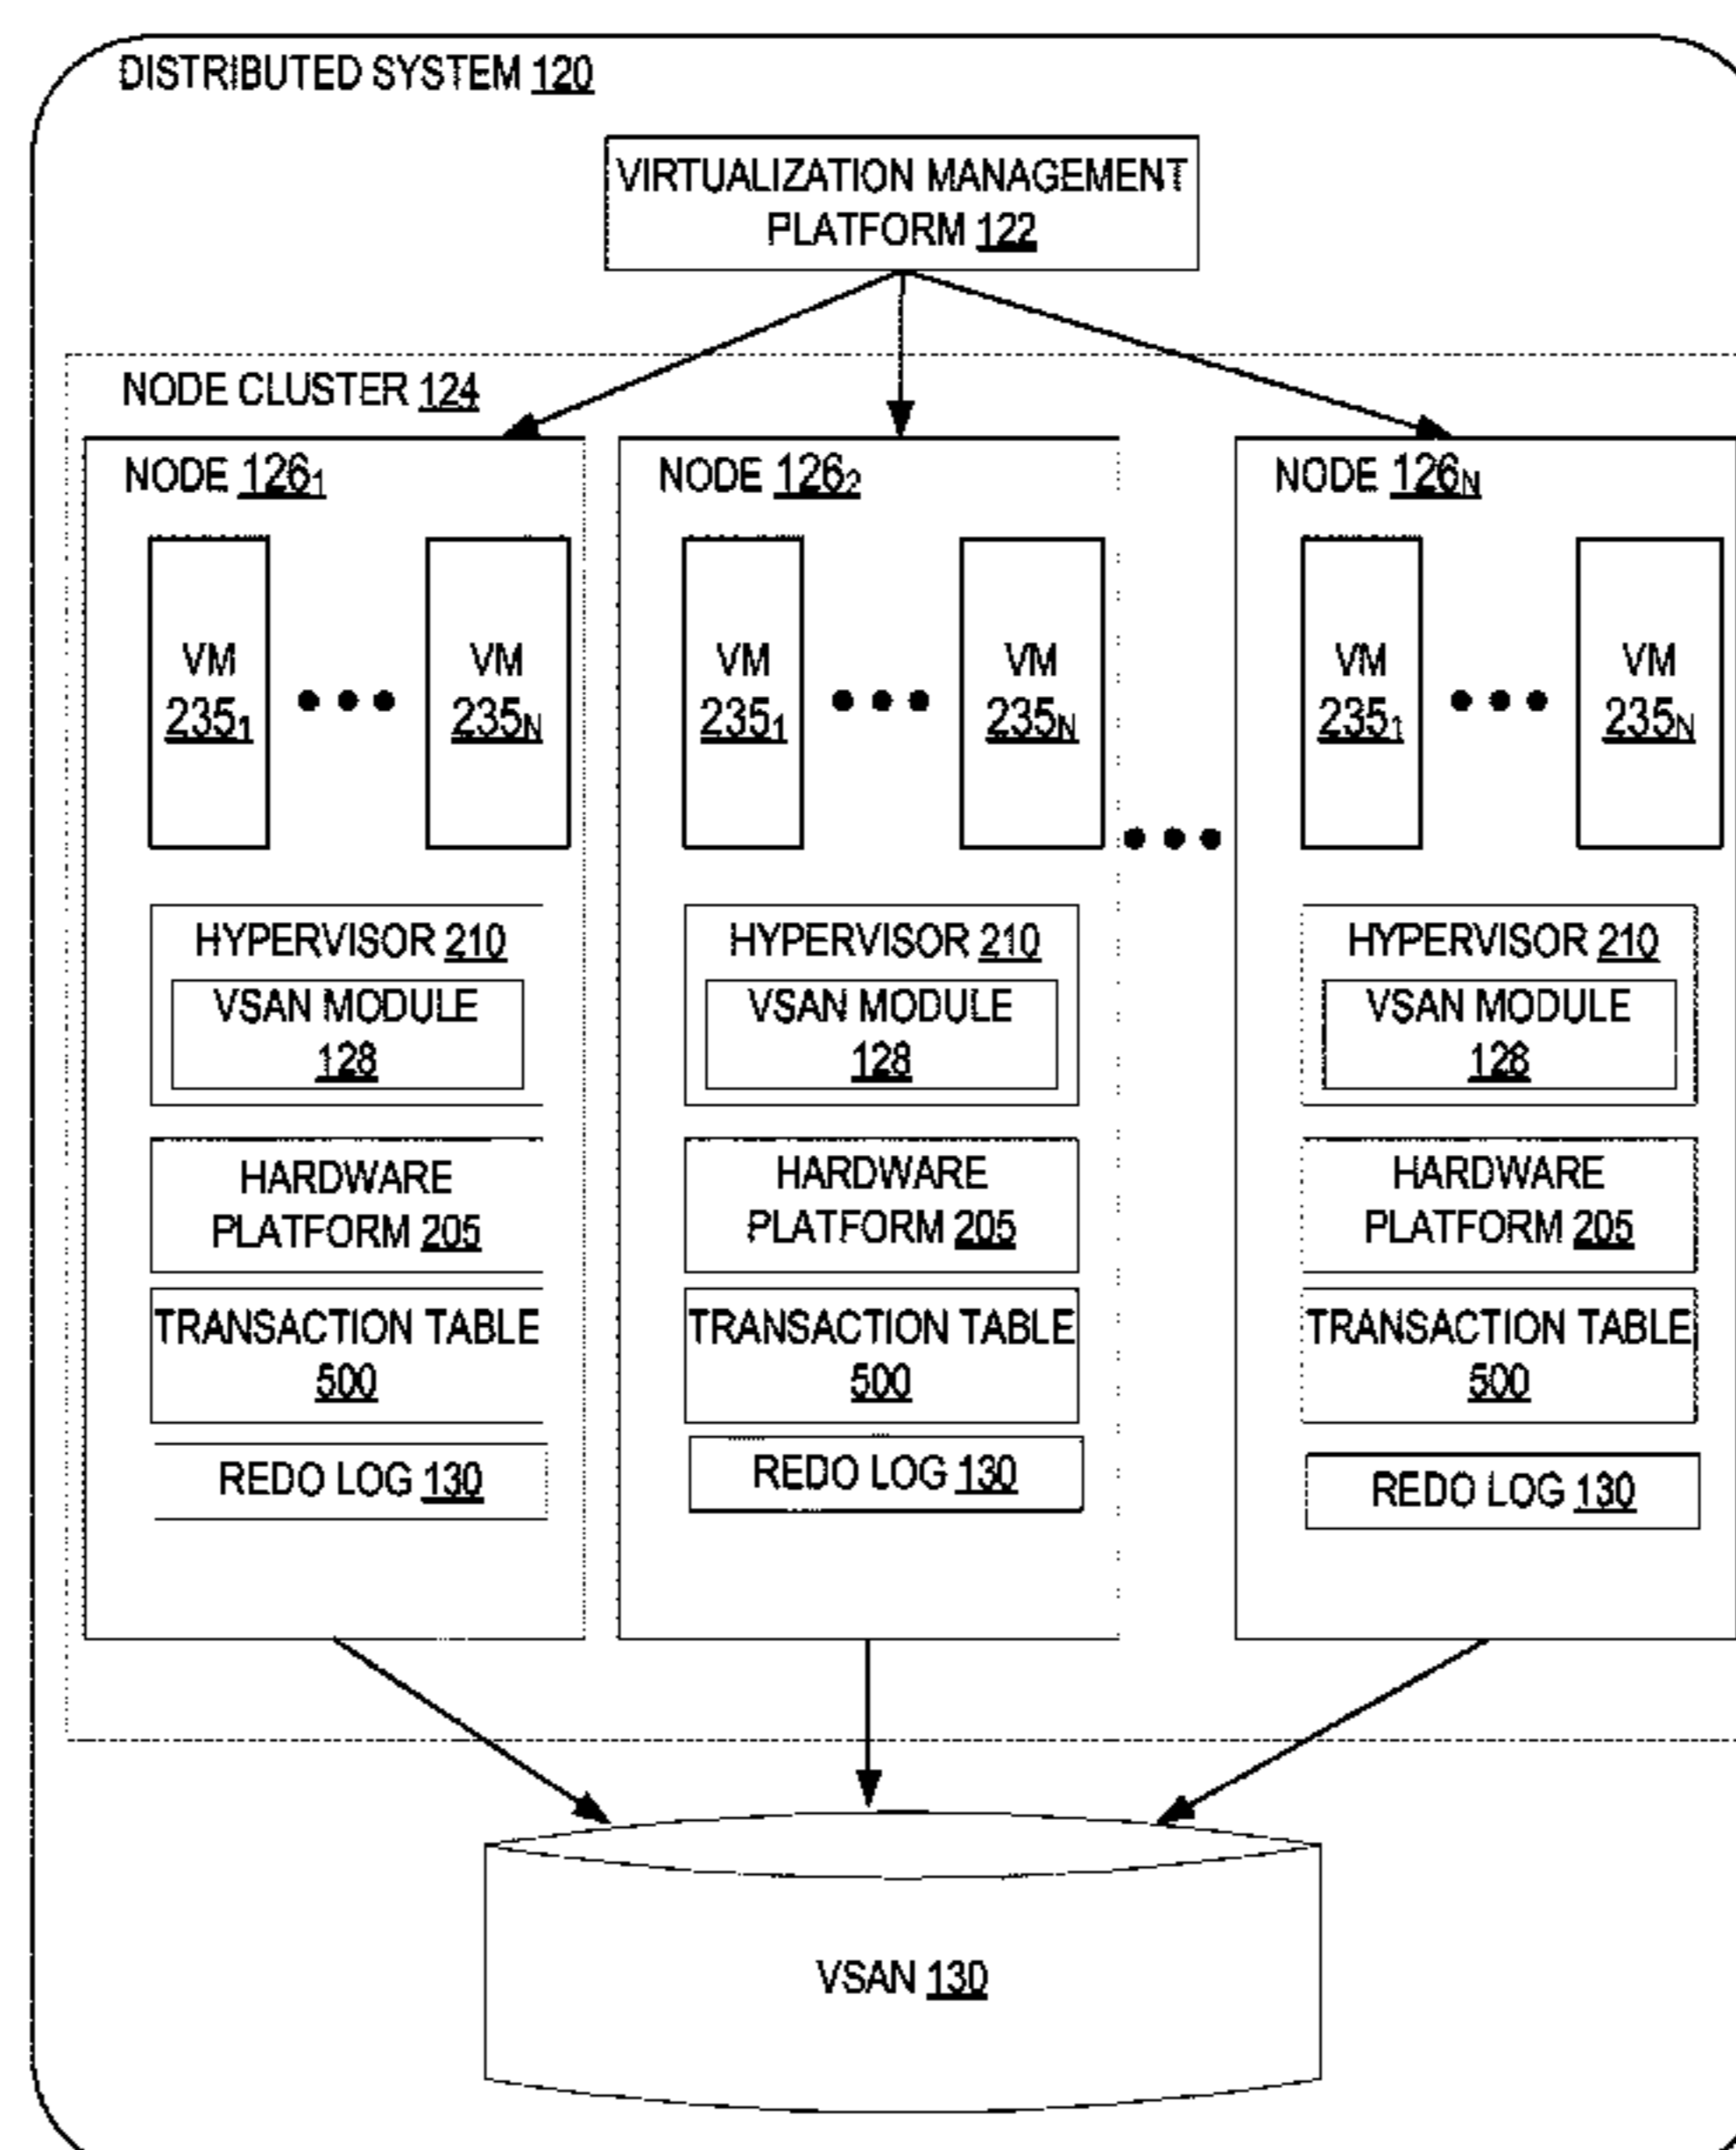 DISTRIBUTED SYSTEM 120
VIRTUALIZATION MANAGEMENT
PLATFORM 122
NODE CLUSTER 124
NODE 126₁
VM
235₁
VM
235N
HYPERVISOR 210
VSAN MODULE
128
HARDWARE
PLATFORM 205
TRANSACTION TABLE
500
REDO LOG 130
NODE 126₂
VM
235₁
VM
235N
HYPERVISOR 210
VSAN MODULE
128
HARDWARE
PLATFORM 205
TRANSACTION TABLE
500
REDO LOG 130
NODE 126N
VM
235₁
VM
235N
HYPERVISOR 210
VSAN MODULE
128
HARDWARE
PLATFORM 205
TRANSACTION TABLE
500
REDO LOG 130
VSAN 130